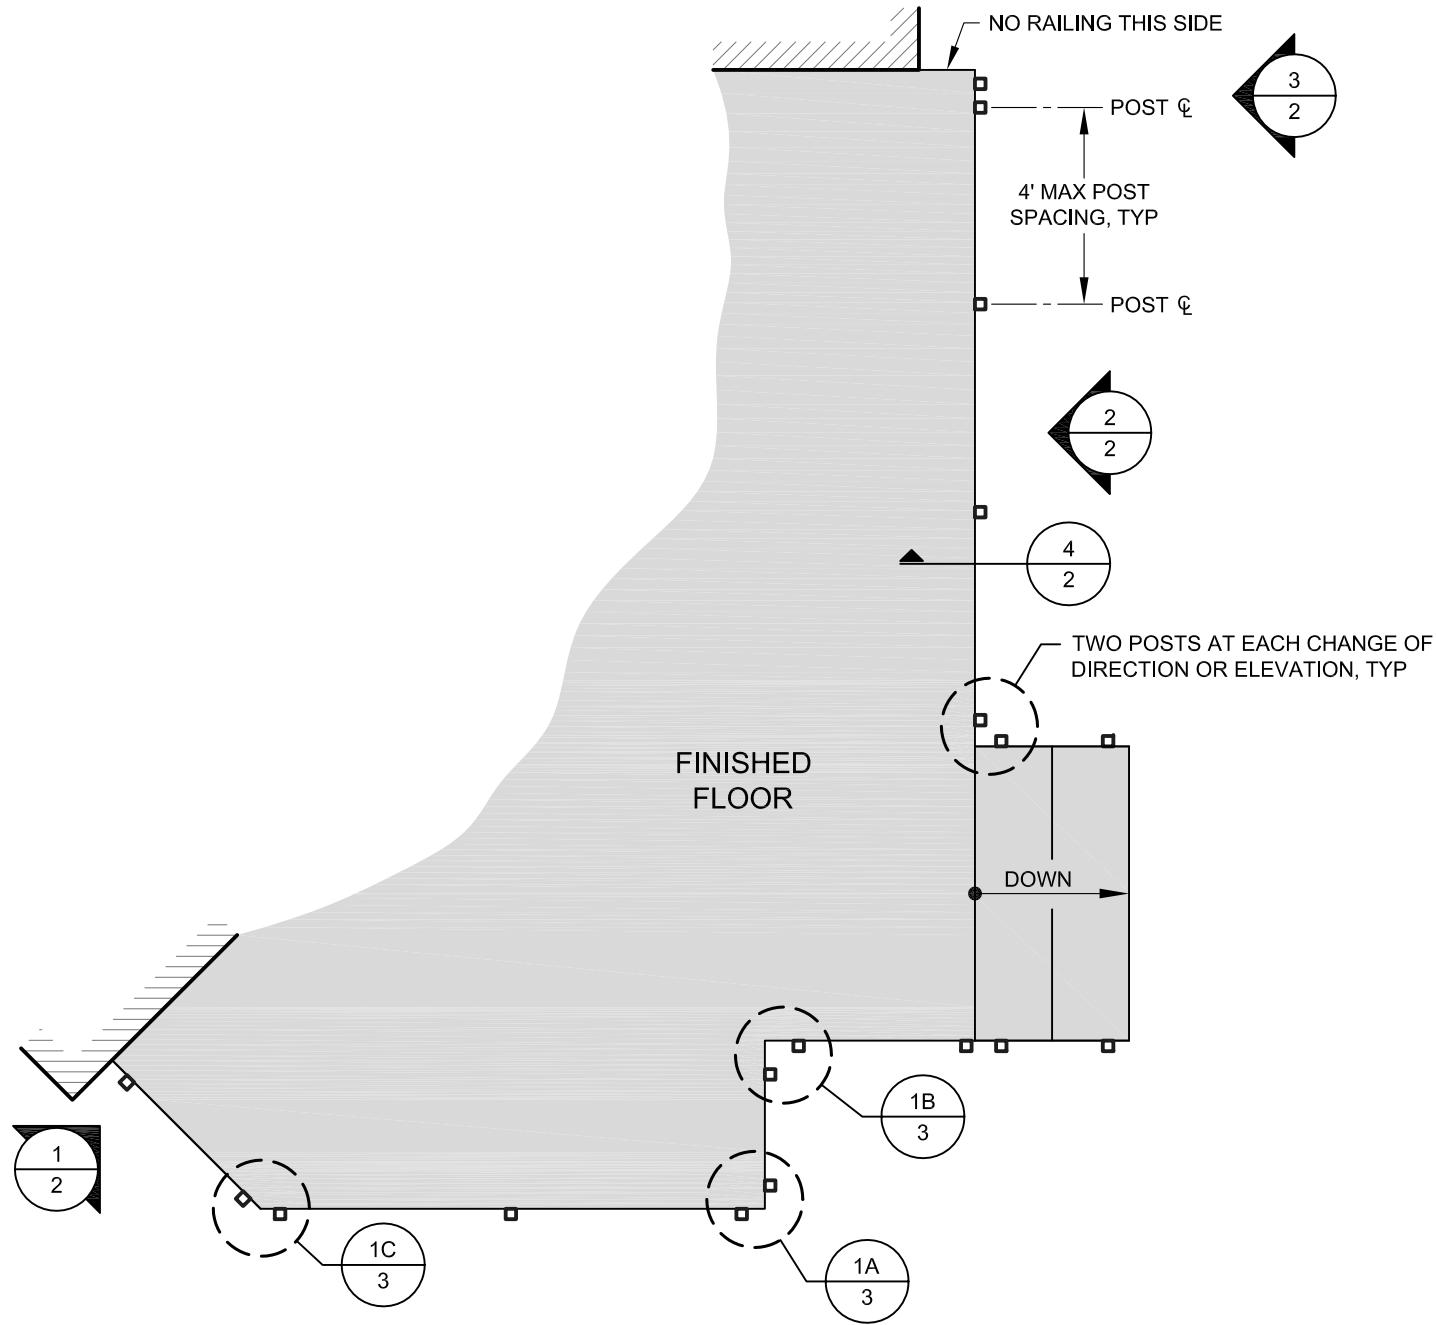 NO RAILING THIS SIDE
3
2
POST ℄
4' MAX POST
SPACING, TYP
POST ℄
2
2
4
2
TWO POSTS AT EACH CHANGE OF
DIRECTION OR ELEVATION, TYP
FINISHED
FLOOR
DOWN
1B
3
1
2
1C
3
1A
3